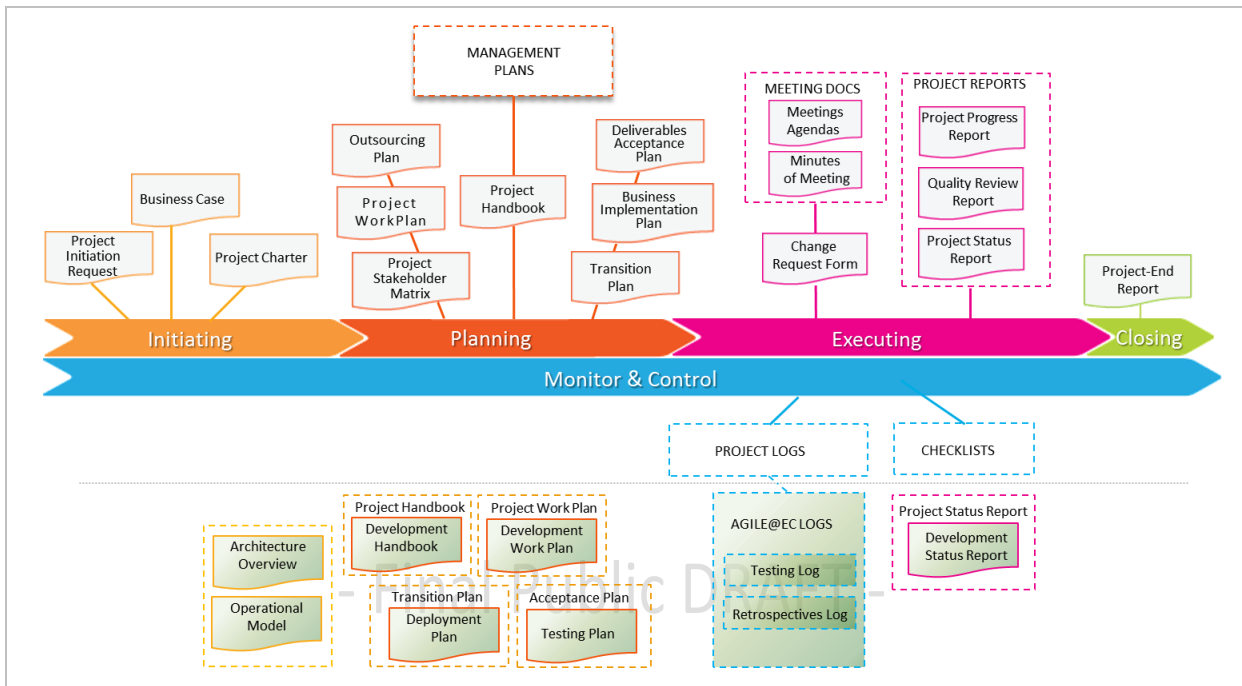 MANAGEMENT
PLANS
MEETING DOCS
Meetings
Agendas
Minutes
of Meeting
PROJECT REPORTS
Project Progress
Report
Quality Review
Report
Project Status
Report
Outsourcing
Plan
Project
WorkPlan
Project
Stakeholder
Matrix
Project
Handbook
Deliverables
Acceptance
Plan
Business
Implementation
Plan
Transition
Plan
Business Case
Project
Initiation
Request
Project Charter
Change
Request Form
Project-End
Report
Initiating
Planning
Executing
Closing
Monitor & Control
PROJECT LOGS
CHECKLISTS
Architecture
Overview
Operational
Model
Project Handbook
Development
Handbook
Project Work Plan
Development
Work Plan
Transition Plan
Deployment
Plan
Acceptance Plan
Testing Plan
AGILE@EC LOGS
Testing Log
Retrospectives Log
Project Status Report
Development
Status Report
- Final Public DRAFT -